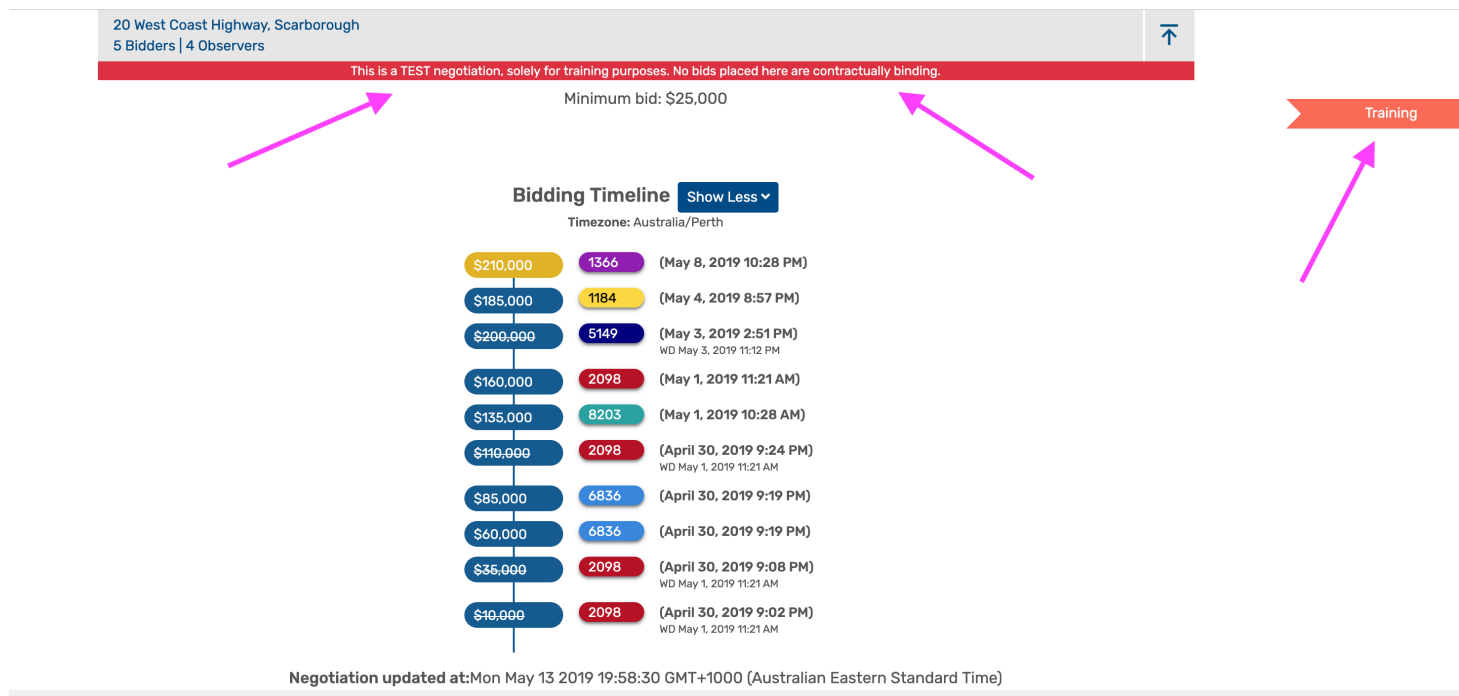 20 West Coast Highway, Scarborough
5 Bidders | 4 Observers
This is a TEST negotiation, solely for training purposes. No bids placed here are contractually binding.
Minimum bid: $25,000
Training
Bidding Timeline Show Less
Timezone: Australia/Perth
$210,000 1366 (May 8, 2019 10:28 PM)
$185,000 1184 (May 4, 2019 8:57 PM)
$200,000 5149 (May 3, 2019 2:51 PM)
WD May 3, 2019 11:12 PM
$160,000 2098 (May 1, 2019 11:21 AM)
$135,000 8203 (May 1, 2019 10:28 AM)
$110,000 2098 (April 30, 2019 9:24 PM)
WD May 1, 2019 11:21 AM
$85,000 6836 (April 30, 2019 9:19 PM)
$60,000 6836 (April 30, 2019 9:19 PM)
$35,000 2098 (April 30, 2019 9:08 PM)
WD May 1, 2019 11:21 AM
$10,000 2098 (April 30, 2019 9:02 PM)
WD May 1, 2019 11:21 AM
Negotiation updated at:Mon May 13 2019 19:58:30 GMT+1000 (Australian Eastern Standard Time)